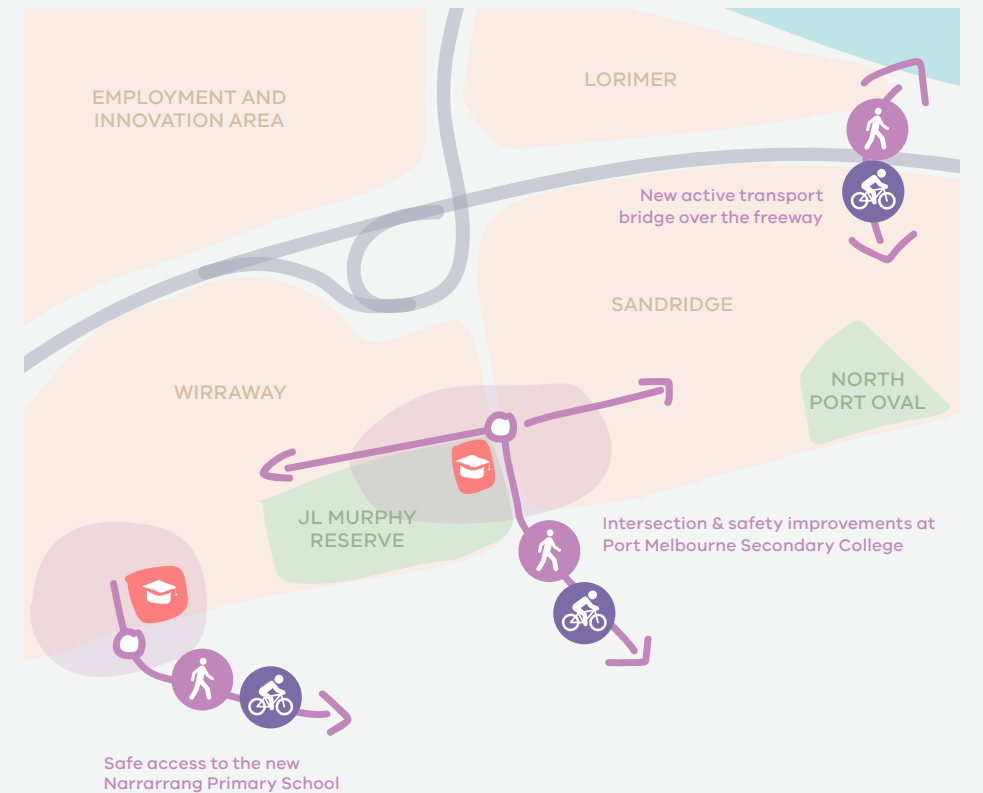 EMPLOYMENT AND
INNOVATION AREA
LORIMER
New active transport
bridge over the freeway
SANDRIDGE
WIRRAWAY
NORTH
PORT OVAL
JL MURPHY
RESERVE
Intersection & safety improvements at
Port Melbourne Secondary College
Safe access to the new
Narrarrang Primary School